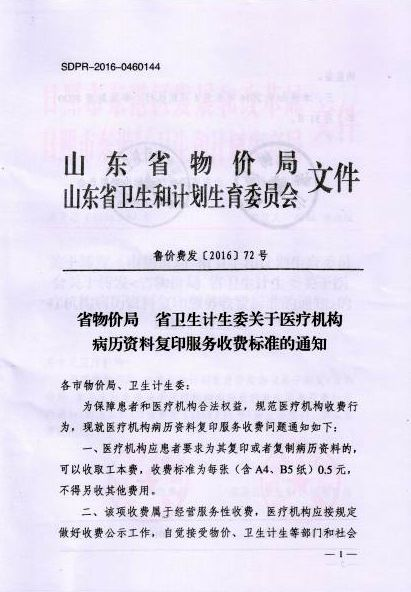 SDPR-2016-0460144
山东省物价局
山东省卫生和计划生育委员会
文件
鲁价费发〔2016〕72号
省物价局 省卫生计生委关于医疗机构
病历资料复印服务收费标准的通知
各市物价局、卫生计生委：
为保障患者和医疗机构合法权益，规范医疗机构收费行
为，现就医疗机构病历资料复印服务收费问题通知如下：
一、医疗机构应患者要求为其复印或者复制病历资料的，
可以收取工本费，收费标准为每张（含A4、B5纸）0.5元，
不得另收其他费用。
二、该项收费属于经营服务性收费，医疗机构应按规定
做好收费公示工作，自觉接受物价、卫生计生等部门和社会
— 1 —